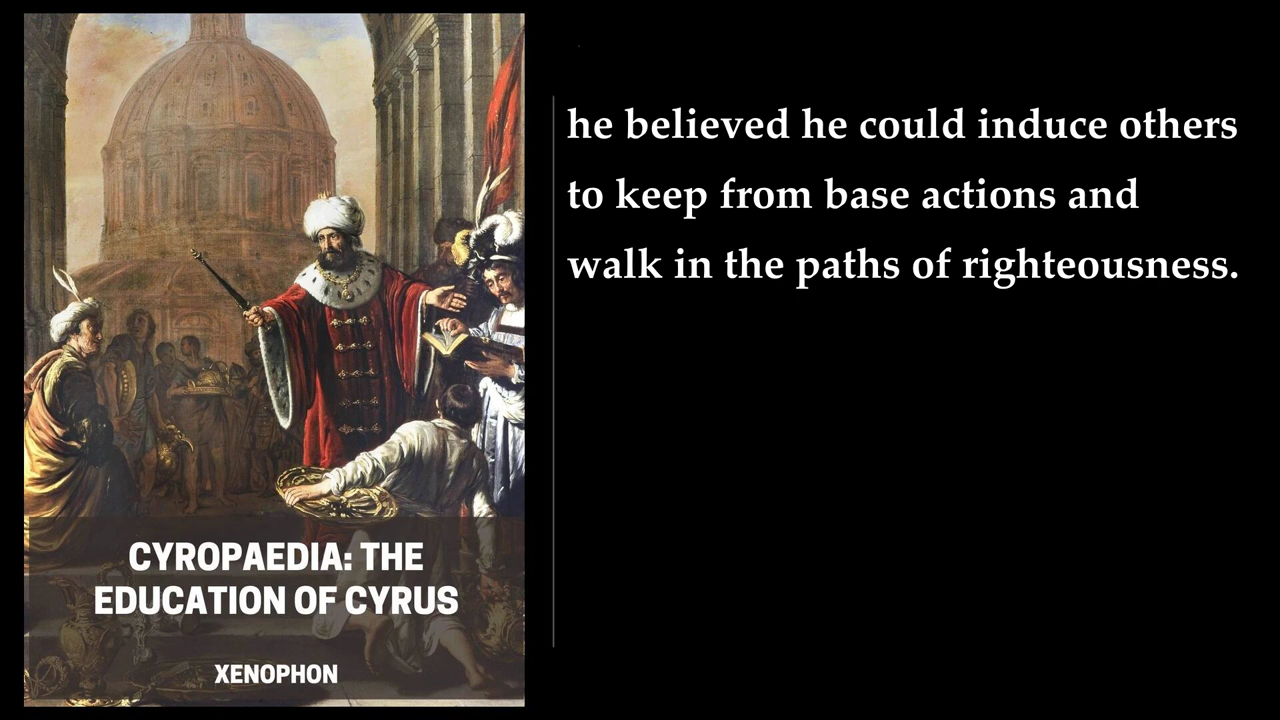 he believed he could induce others
to keep from base actions and
walk in the paths of righteousness.
CYROPAEDIA: THE
EDUCATION OF CYRUS
XENOPHON